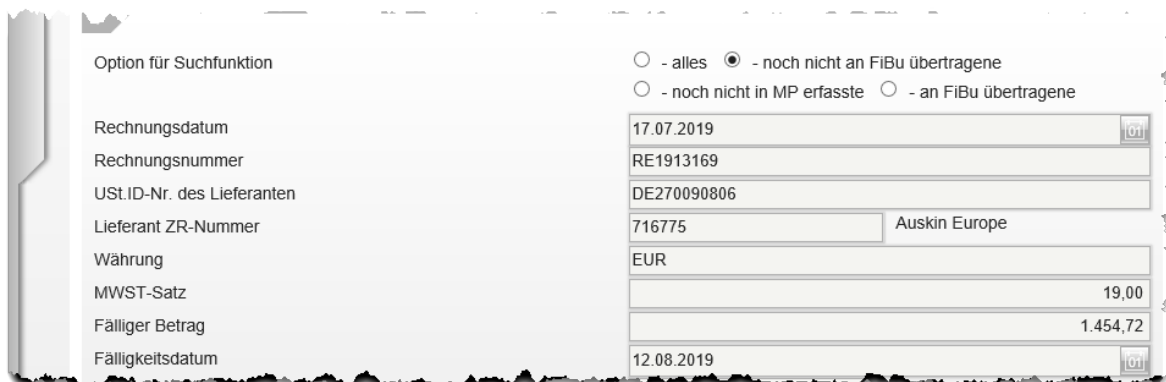 Option für Suchfunktion - alles - noch nicht an FiBu übertragene
- noch nicht in MP erfasste - an FiBu übertragene
Rechnungsdatum 17.07.2019
Rechnungsnummer RE1913169
USt.ID-Nr. des Lieferanten DE270090806
Lieferant ZR-Nummer 716775 Auskin Europe
Währung EUR
MWST-Satz 19,00
Fälliger Betrag 1.454,72
Fälligkeitsdatum 12.08.2019